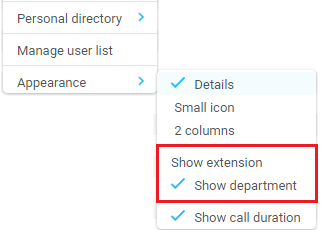 Personal directory
Manage user list
Appearance
Details
Small icon
2 columns
Show extension
Show department
Show call duration